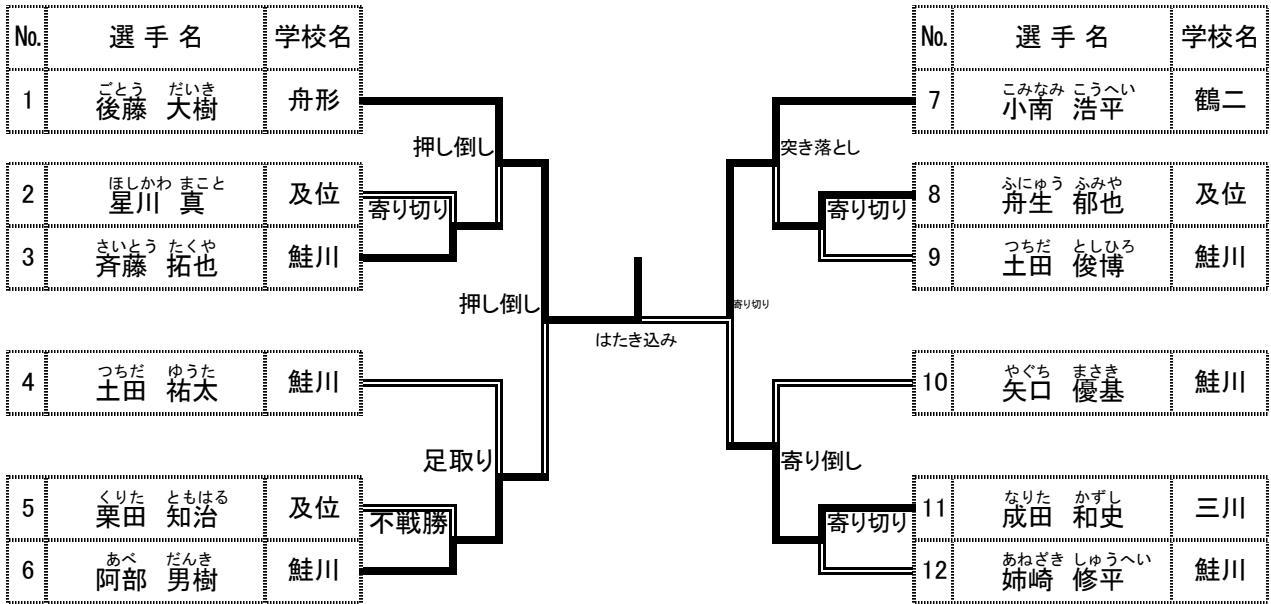 No. 選手名 学校名
ごとう だいき
1 後藤 大樹 舟形
ほしかわ まこと
2 星川 真 及位
さいとう たくや
3 斉藤 拓也 鮭川
つちだ ゆうた
4 土田 祐太 鮭川
くりた ともはる
5 栗田 知治 及位
あべ だんき
6 阿部 男樹 鮭川
押し倒し
寄り切り
押し倒し
足取り
不戦勝
はたき込み
突き落とし
寄り切り
寄り切り
寄り倒し
寄り切り
No. 選手名 学校名
こみなみ こうへい
7 小南 浩平 鶴二
ふにゅう ふみや
8 舟生 郁也 及位
つちだ としひろ
9 土田 俊博 鮭川
やぐち まさき
10 矢口 優基 鮭川
なりた かずし
11 成田 和史 三川
あねざき しゅうへい
12 姉崎 修平 鮭川